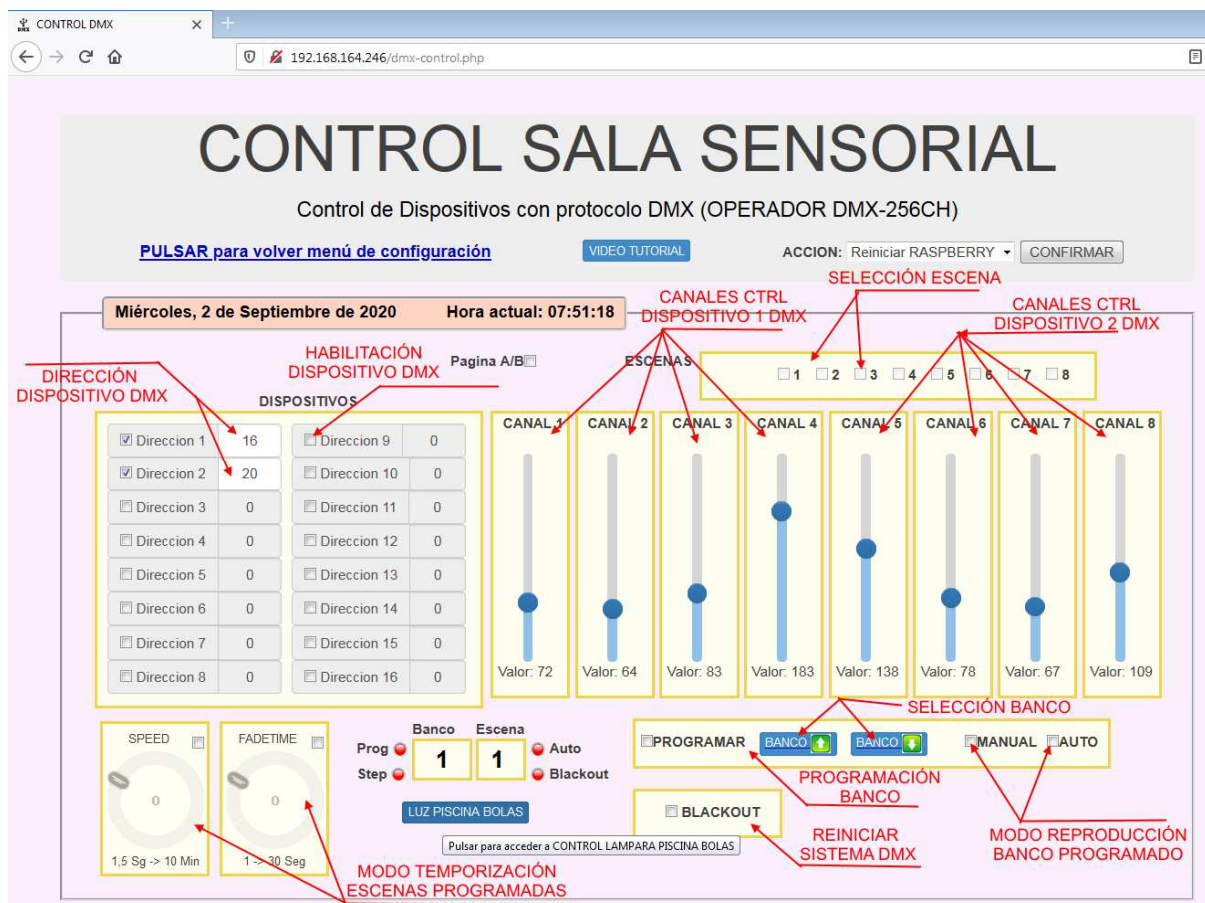 CONTROL DMX
192.168.164.246/dmx-control.php
CONTROL SALA SENSORIAL
Control de Dispositivos con protocolo DMX (OPERADOR DMX-256CH)
PULSAR para volver menú de configuración
VIDEO TUTORIAL
ACCION: Reiniciar RASPBERRY CONFIRMAR
SELECCIÓN ESCENA
Miércoles, 2 de Septiembre de 2020 Hora actual: 07:51:18
CANALES CTRL
DISPOSITIVO 1 DMX
CANALES CTRL
DISPOSITIVO 2 DMX
HABILITACIÓN
DISPOSITIVO DMX
Pagina A/B
ESCENAS
1 2 3 4 5 6 7 8
DIRECCIÓN
DISPOSITIVO DMX
DISPOSITIVOS
Direccion 1 16 Direccion 9 0
Direccion 2 20 Direccion 10 0
Direccion 3 0 Direccion 11 0
Direccion 4 0 Direccion 12 0
Direccion 5 0 Direccion 13 0
Direccion 6 0 Direccion 14 0
Direccion 7 0 Direccion 15 0
Direccion 8 0 Direccion 16 0
CANAL 1 CANAL 2 CANAL 3 CANAL 4 CANAL 5 CANAL 6 CANAL 7 CANAL 8
Valor: 72 Valor: 64 Valor: 83 Valor: 183 Valor: 138 Valor: 78 Valor: 67 Valor: 109
SELECCIÓN BANCO
SPEED
0
1,5 Sg -> 10 Min
FADETIME
0
1 -> 30 Seg
Banco Escena
Prog 1 1 Auto
Step Blackout
LUZ PISCINA BOLAS
Pulsar para acceder a CONTROL LAMPARA PISCINA BOLAS
PROGRAMAR BANCO BANCO MANUAL AUTO
PROGRAMACIÓN
BANCO
BLACKOUT
REINICIAR
SISTEMA DMX
MODO REPRODUCCIÓN
BANCO PROGRAMADO
MODO TEMPORIZACIÓN
ESCENAS PROGRAMADAS